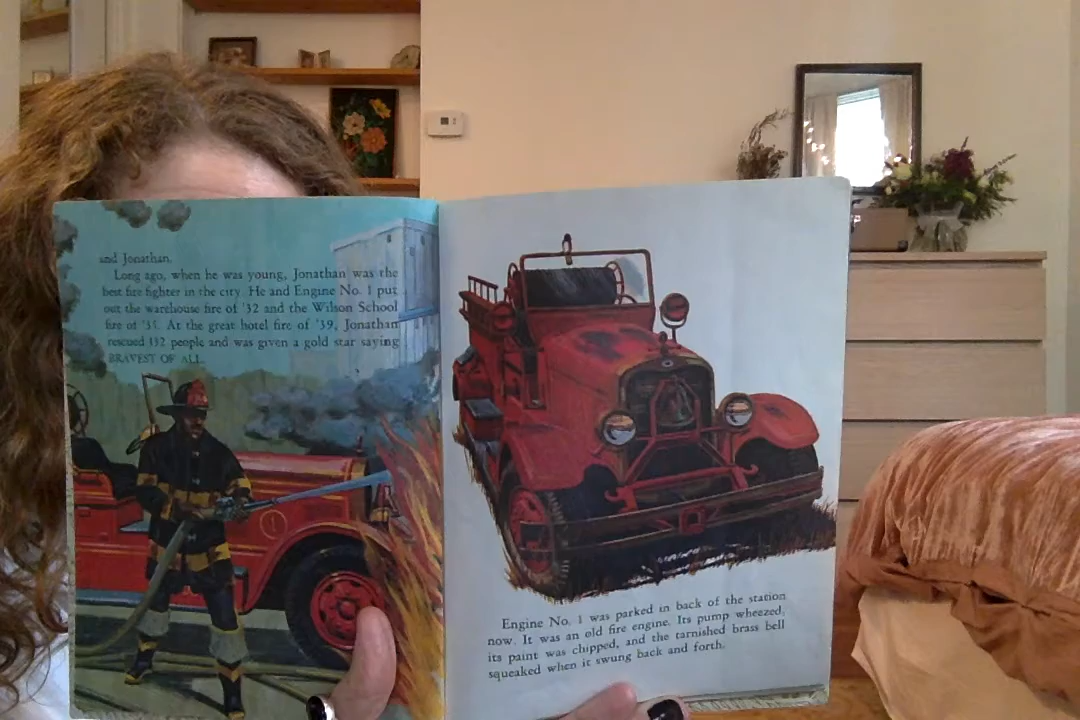 and Jonathan.
Long ago, when he was young, Jonathan was the
best fire fighter in the city. He and Engine No. 1 put
out the warehouse fire of '32 and the Wilson School
fire of
At the great hotel fire of '39, Jonathan
rescued 132 people and was given a gold star saying
BRAVEST OF ALL.
1
Engine No. 1 was parked in back of the station
now. It was an old fire engine. Its pump wheezed,
its paint was chipped, and the tarnished brass bell
squeaked when it swung back and forth.